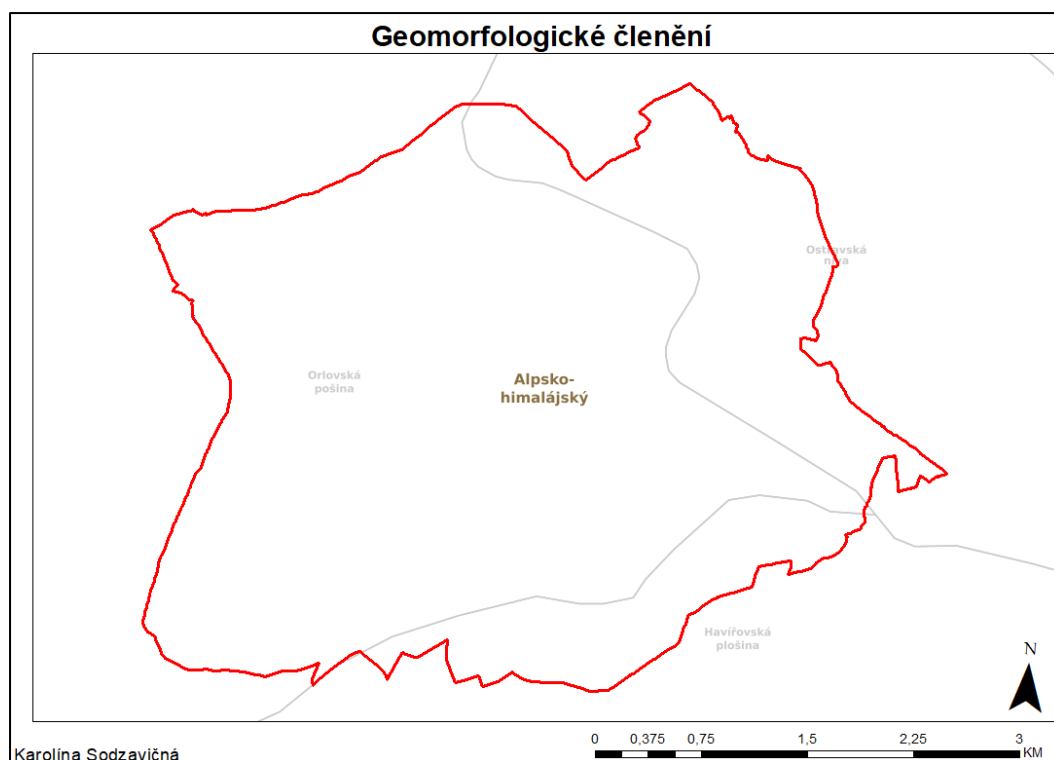 Geomorfologické členění
Ostravská
niva
Orlovská
pošina
Alpsko-
himalájský
Havířovská
plošina
N
0 0,375 0,75 1,5 2,25 3
KM
Karolína Sodzavičná